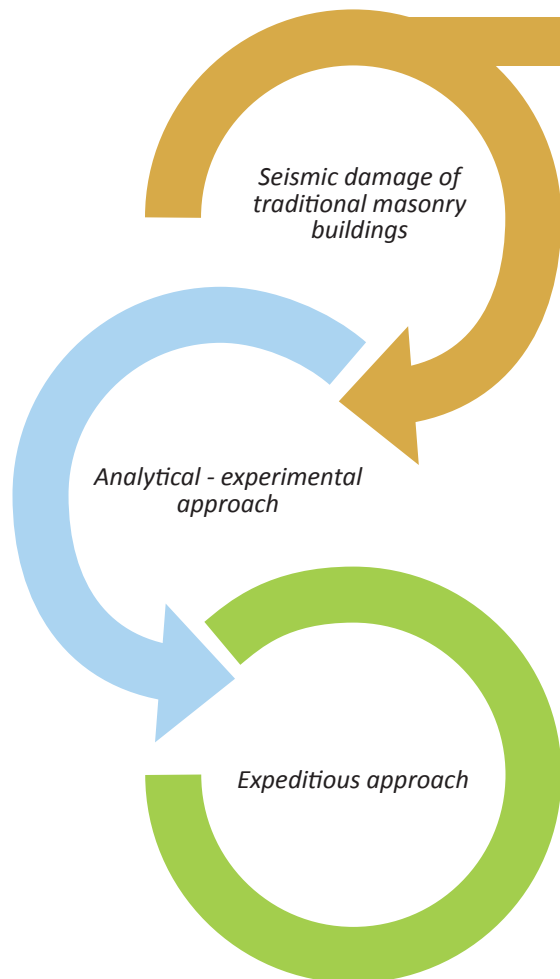 Seismic damage of
traditional masonry
buildings
Analytical - experimental
approach
Expeditious approach